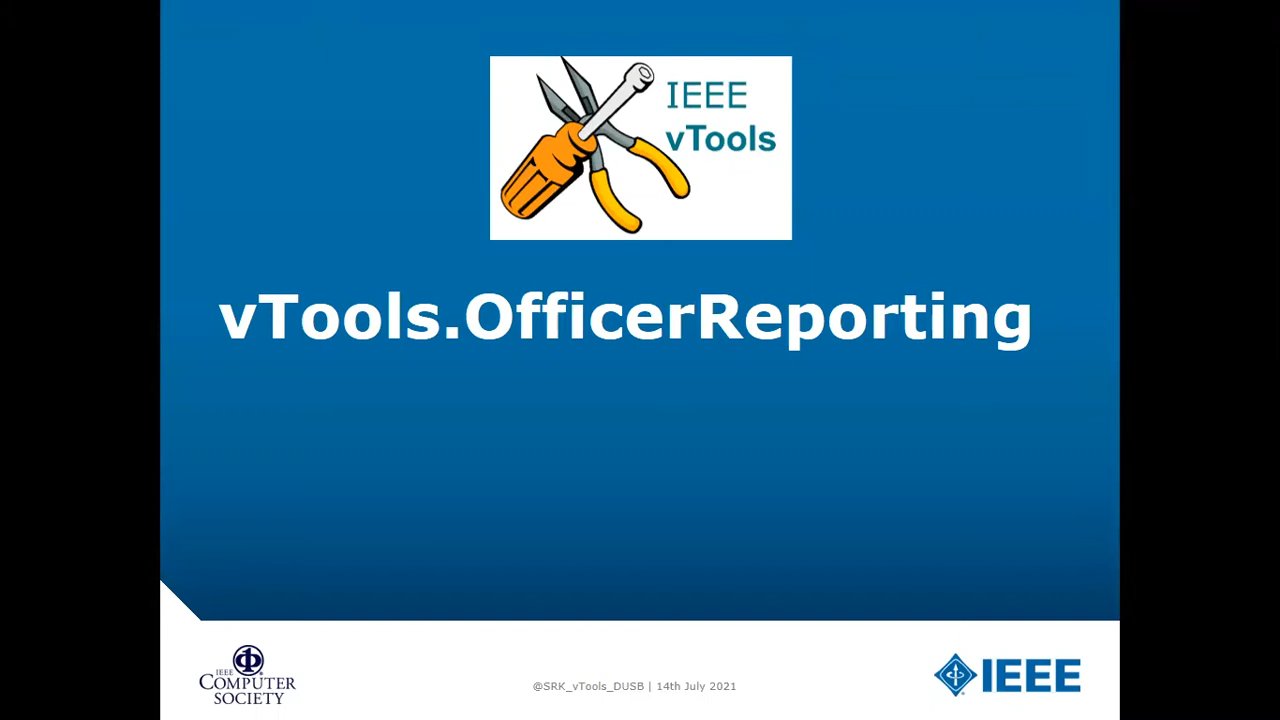 IEEE
vTools
vTools.OfficerReporting
IEEE
COMPUTER
SOCIETY
@SRK_vTools_DUSB | 14th July 2021
IEEE